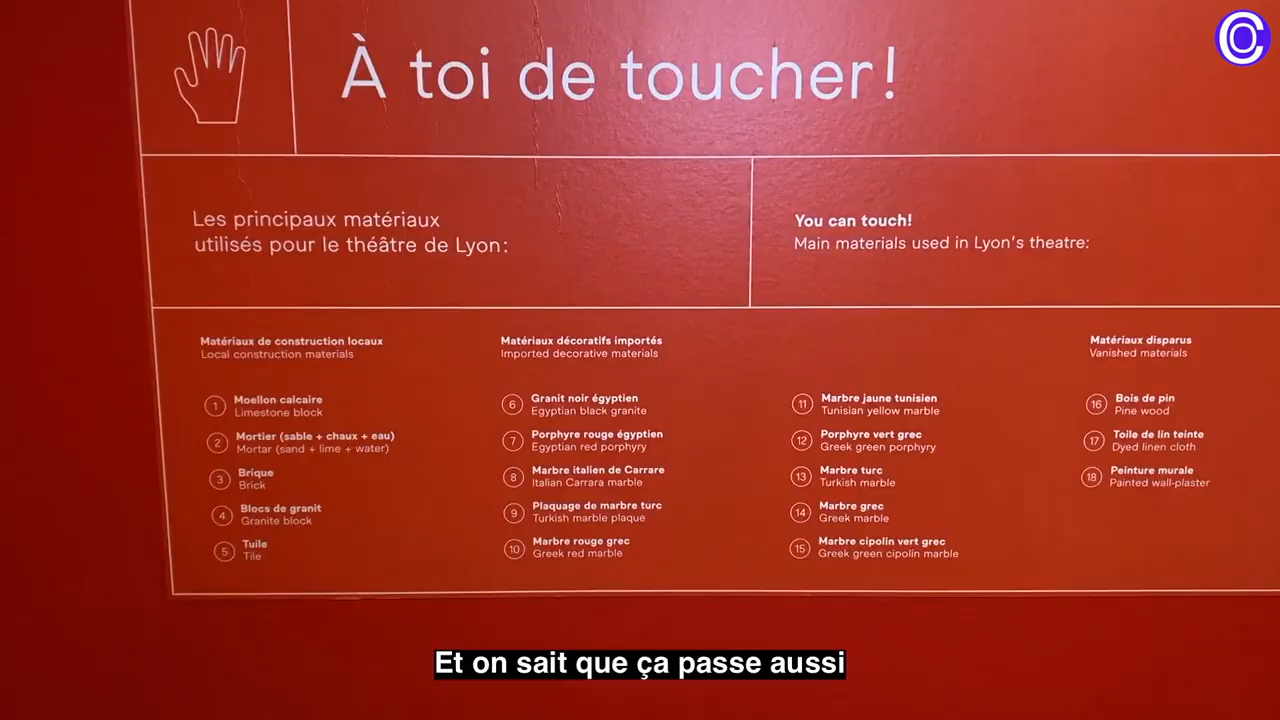 À toi de toucher!
Les principaux matériaux
utilisés pour le théâtre de Lyon:
You can touch!
Main materials used in Lyon's theatre:
Matériaux de construction locaux
Local construction materials
1 Moellon calcaire
Limestone block
2 Mortier (sable + chaux + eau)
Mortar (sand + lime + water)
3 Brique
Brick
4 Blocs de granit
Granite block
5 Tuile
Tile
Matériaux décoratifs importés
Imported decorative materials
6 Granit noir égyptien
Egyptian black granite
7 Porphyre rouge égyptien
Egyptian red porphyry
8 Marbre italien de Carrare
Italian Carrara marble
9 Plaquage de marbre turc
Turkish marble plaque
10 Marbre rouge grec
Greek red marble
11 Marbre jaune tunisien
Tunisian yellow marble
12 Porphyre vert grec
Greek green porphyry
13 Marbre turc
Turkish marble
14 Marbre grec
Greek marble
15 Marbre cipolin vert grec
Greek green cipolin marble
Matériaux disparus
Vanished materials
16 Bois de pin
Pine wood
17 Toile de lin teinte
Dyed linen cloth
18 Peinture murale
Painted wall-plaster
Et on sait que ça passe aussi